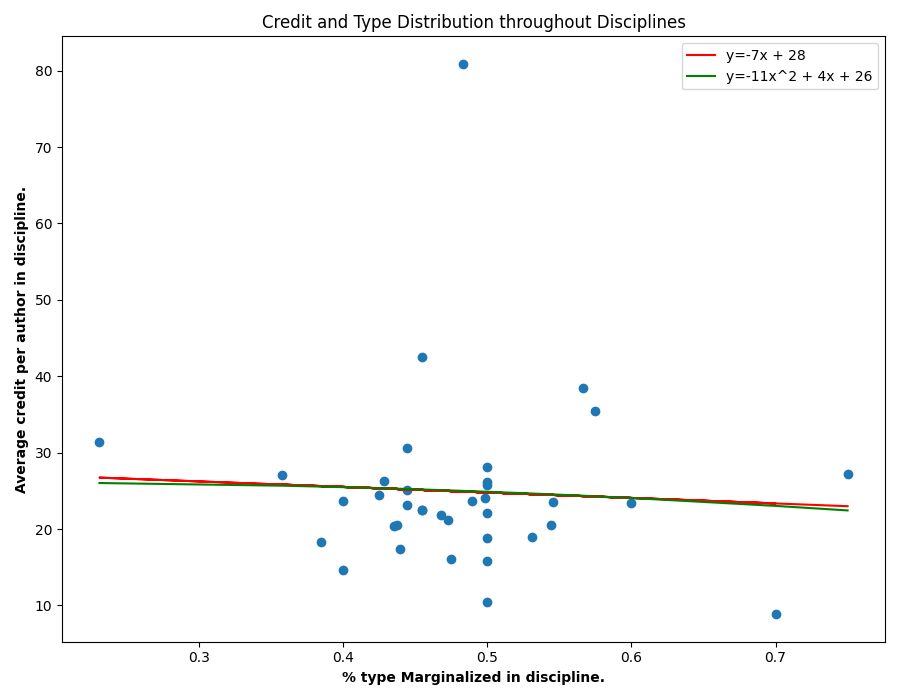 Credit and Type Distribution throughout Disciplines
y=-7x + 28
y=-11x^2 + 4x + 26
80
70
60
50
40
30
20
10
Average credit per author in discipline.
0.3 0.4 0.5 0.6 0.7
% type Marginalized in discipline.